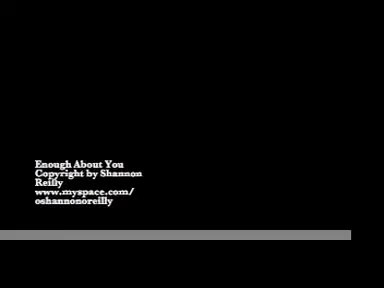 Enough About You
Copyright by Shannon
Reilly
www.myspace.com/
oshannonoreilly